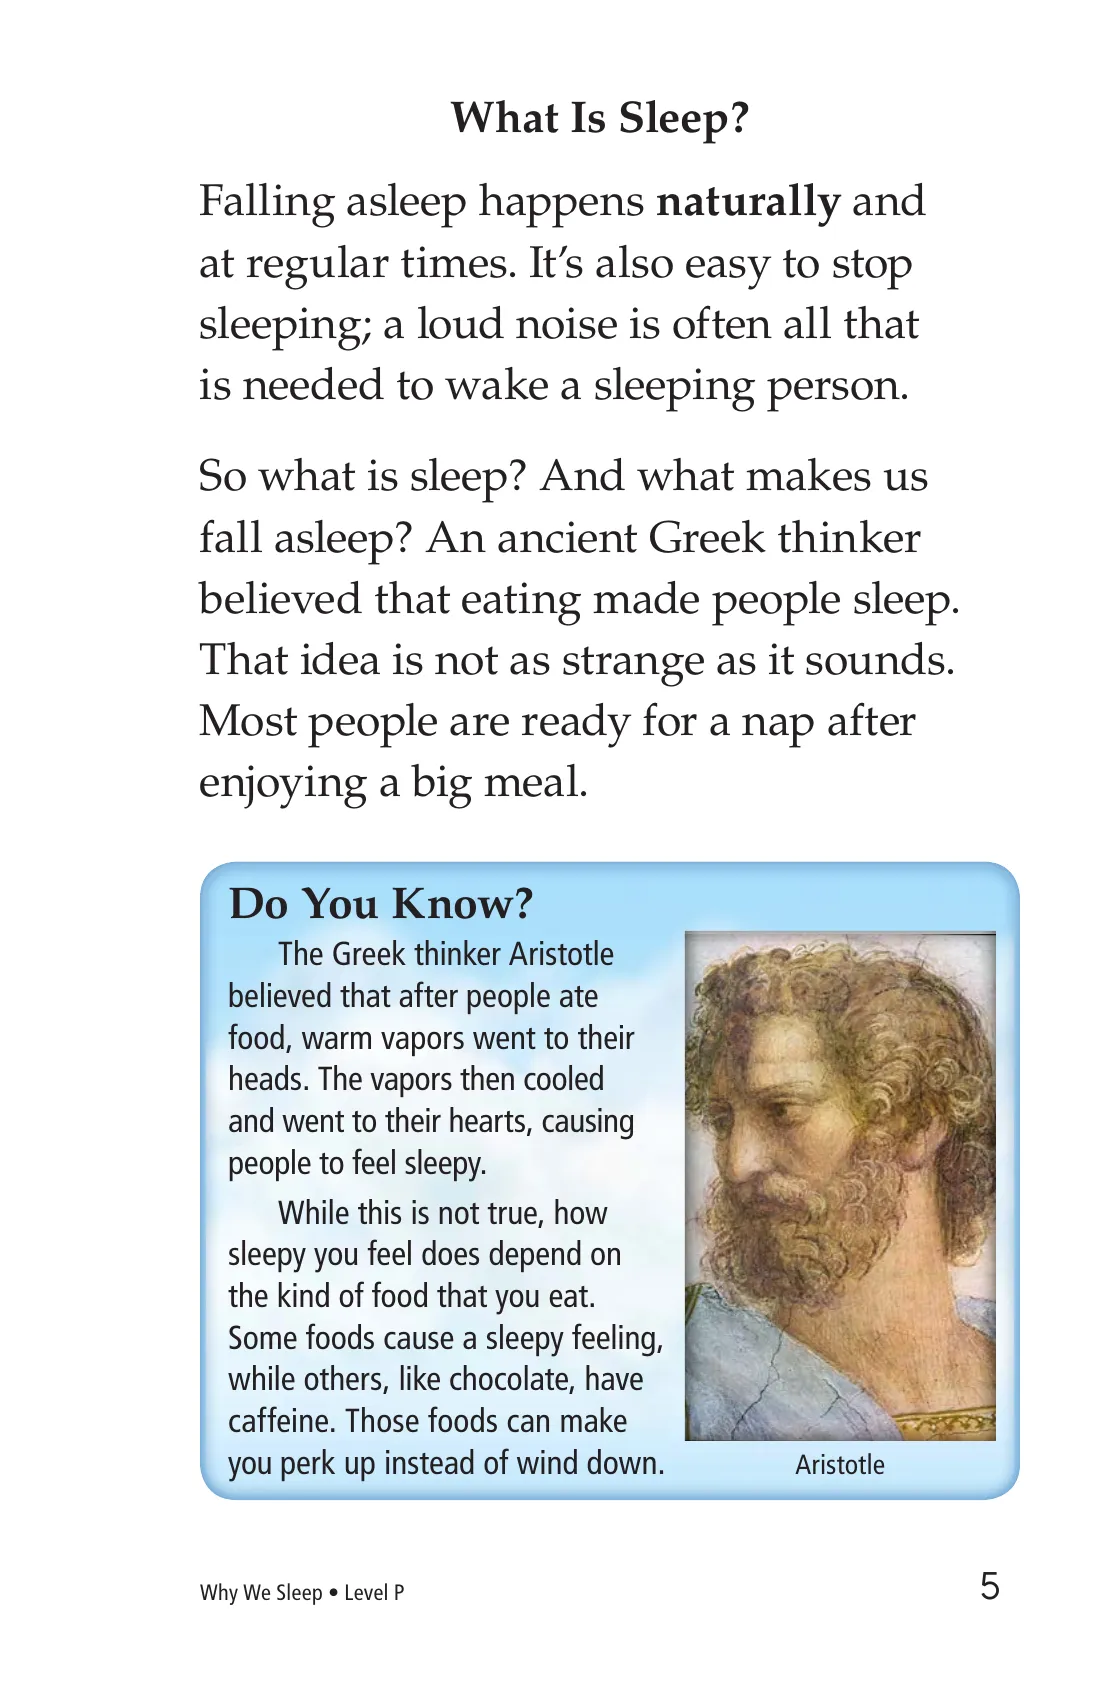 What Is Sleep?
Falling asleep happens naturally and
at regular times. It’s also easy to stop
sleeping; a loud noise is often all that
is needed to wake a sleeping person.
So what is sleep? And what makes us
fall asleep? An ancient Greek thinker
believed that eating made people sleep.
That idea is not as strange as it sounds.
Most people are ready for a nap after
enjoying a big meal.
Do You Know?
The Greek thinker Aristotle
believed that after people ate
food, warm vapors went to their
heads. The vapors then cooled
and went to their hearts, causing
people to feel sleepy.
While this is not true, how
sleepy you feel does depend on
the kind of food that you eat.
Some foods cause a sleepy feeling,
while others, like chocolate, have
caffeine. Those foods can make
you perk up instead of wind down.
Aristotle
Why We Sleep • Level P
5